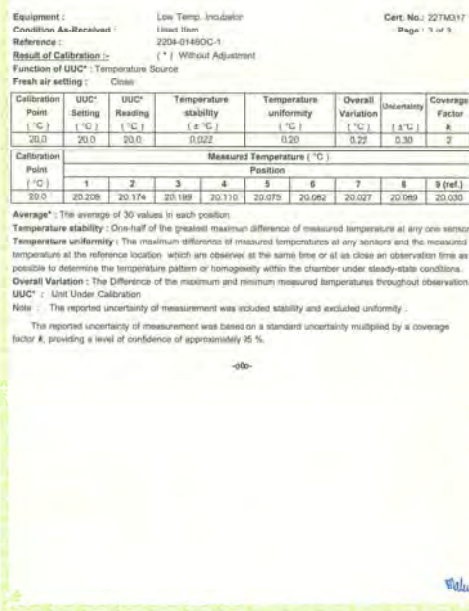 Equipment : Low Temp. Incubator Cert. No.: 22TM317
Condition As-Received : Used Item Page : 3 of 3
Reference : 2204-0146OC-1
Result of Calibration :- ( * ) Without Adjustment
Function of UUC* : Temperature Source
Fresh air setting : Close
Calibration Point ( °C ) UUC* Setting ( °C ) UUC* Reading ( °C ) Temperature stability ( ± °C ) Temperature uniformity ( °C ) Overall Variation ( °C ) Uncertainty ( ±°C ) Coverage Factor k
20.0 20.0 20.0 0.022 0.20 0.22 0.30 2
Calibration Point ( °C ) Measured Temperature ( °C )
Position
1 2 3 4 5 6 7 8 9 (ref.)
20.0 20.208 20.174 20.199 20.110 20.075 20.062 20.027 20.069 20.030
Average* : The average of 30 values in each position.
Temperature stability : One-half of the greatest maximun difference of measured temperature at any one sensor
Temperature uniformity : The maximum difference of measured temperatures at any sensors and the measured
temperature at the reference location which are observer at the same time or at as close an observation time as
possible to determine the temperature pattern or homogeneity within the chamber under steady-state conditions.
Overall Variation : The Difference of the maximum and minimum measured temperatures throughout observation
UUC* : Unit Under Calibration
Note : The reported uncertainty of measurement was included stability and excluded uniformity .
The reported uncertainty of measurement was based on a standard uncertainty multiplied by a coverage
factor k, providing a level of confidence of approximately 95 %.
-o0o-